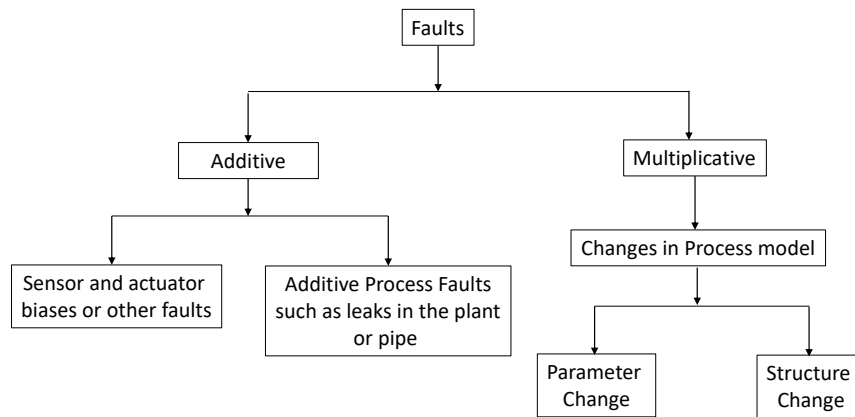 Faults
Additive
Multiplicative
Sensor and actuator
biases or other faults
Additive Process Faults
such as leaks in the plant
or pipe
Changes in Process model
Parameter
Change
Structure
Change